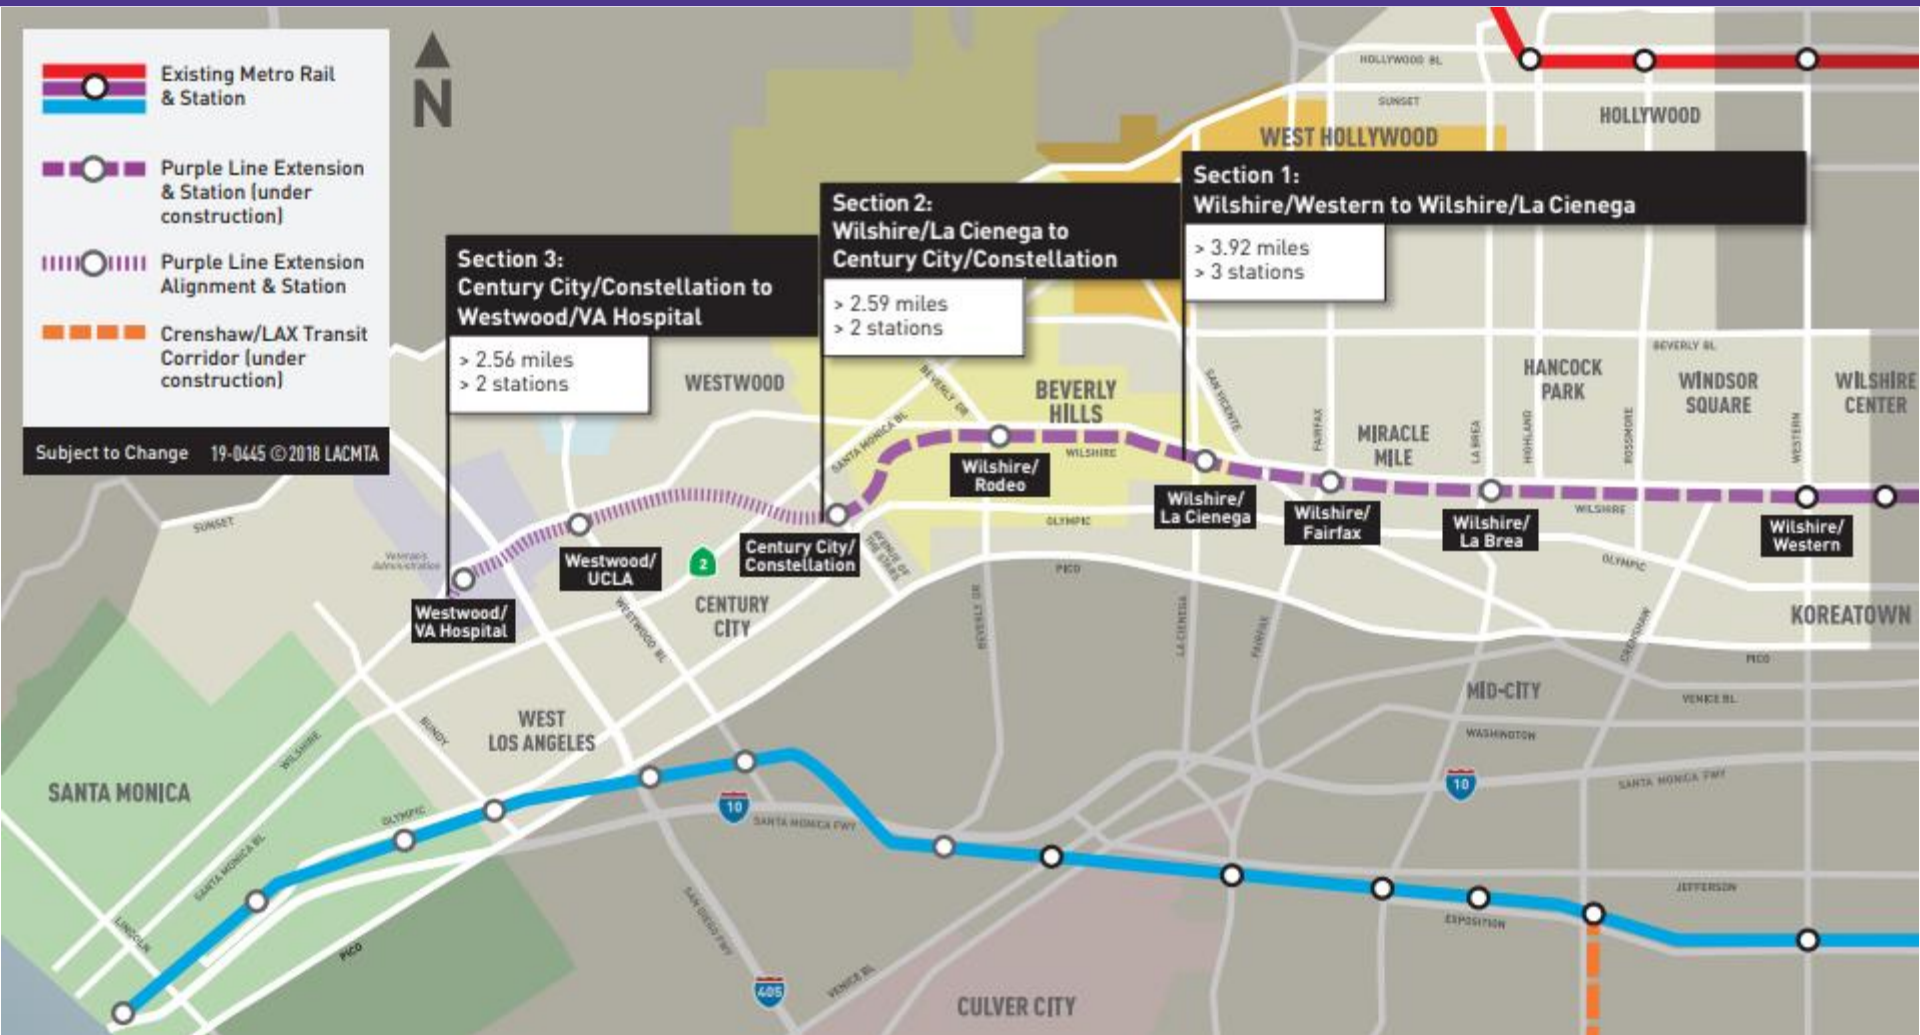 Existing Metro Rail
& Station
Purple Line Extension
& Station (under
construction)
Purple Line Extension
Alignment & Station
Crenshaw/LAX Transit
Corridor (under
construction)
Subject to Change 19-0445 © 2018 LACMTA
N
Section 3:
Century City/Constellation to
Westwood/VA Hospital
> 2.56 miles
> 2 stations
Section 2:
Wilshire/La Cienega to
Century City/Constellation
> 2.59 miles
> 2 stations
Section 1:
Wilshire/Western to Wilshire/La Cienega
> 3.92 miles
> 3 stations
HOLLYWOOD BL
SUNSET
HOLLYWOOD
WEST HOLLYWOOD
BEVERLY BL
WESTWOOD
BEVERLY DR
BEVERLY
HILLS
SAN VICENTE
FAIRFAX
MIRACLE
MILE
LA BREA
HIGHLAND
HANCOCK
PARK
ROSSMORE
WINDSOR
SQUARE
WESTERN
WILSHIRE
CENTER
SANTA MONICA BL
WILSHIRE
WILSHIRE
Wilshire/
Rodeo
Wilshire/
La Cienega
Wilshire/
Fairfax
Wilshire/
La Brea
Wilshire/
Western
SUNSET
Veterans
Administration
Westwood/
VA Hospital
Westwood/
UCLA
2
Century City/
Constellation
AVENUE OF
THE STARS
OLYMPIC
OLYMPIC
PICO
CENTURY
CITY
WESTWOOD BL
BEVERLY DR
LA CIENEGA
FAIRFAX
CRENSHAW
KOREATOWN
PICO
MID-CITY
VENICE BL
WASHINGTON
WEST
LOS ANGELES
BUNDY
WILSHIRE
SANTA MONICA
OLYMPIC
SANTA MONICA BL
LINCOLN
PICO
10
SANTA MONICA FWY
10
SANTA MONICA FWY
SAN DIEGO FWY
405
VENICE BL
CULVER CITY
EXPOSITION
JEFFERSON